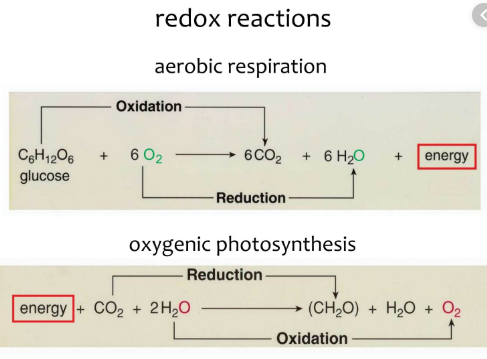 redox reactions
aerobic respiration
Oxidation
C₆H₁₂O₆ + 6 O₂ → 6CO₂ + 6 H₂O + energy
glucose
Reduction
oxygenic photosynthesis
Reduction
energy + CO₂ + 2H₂O → (CH₂O) + H₂O + O₂
Oxidation